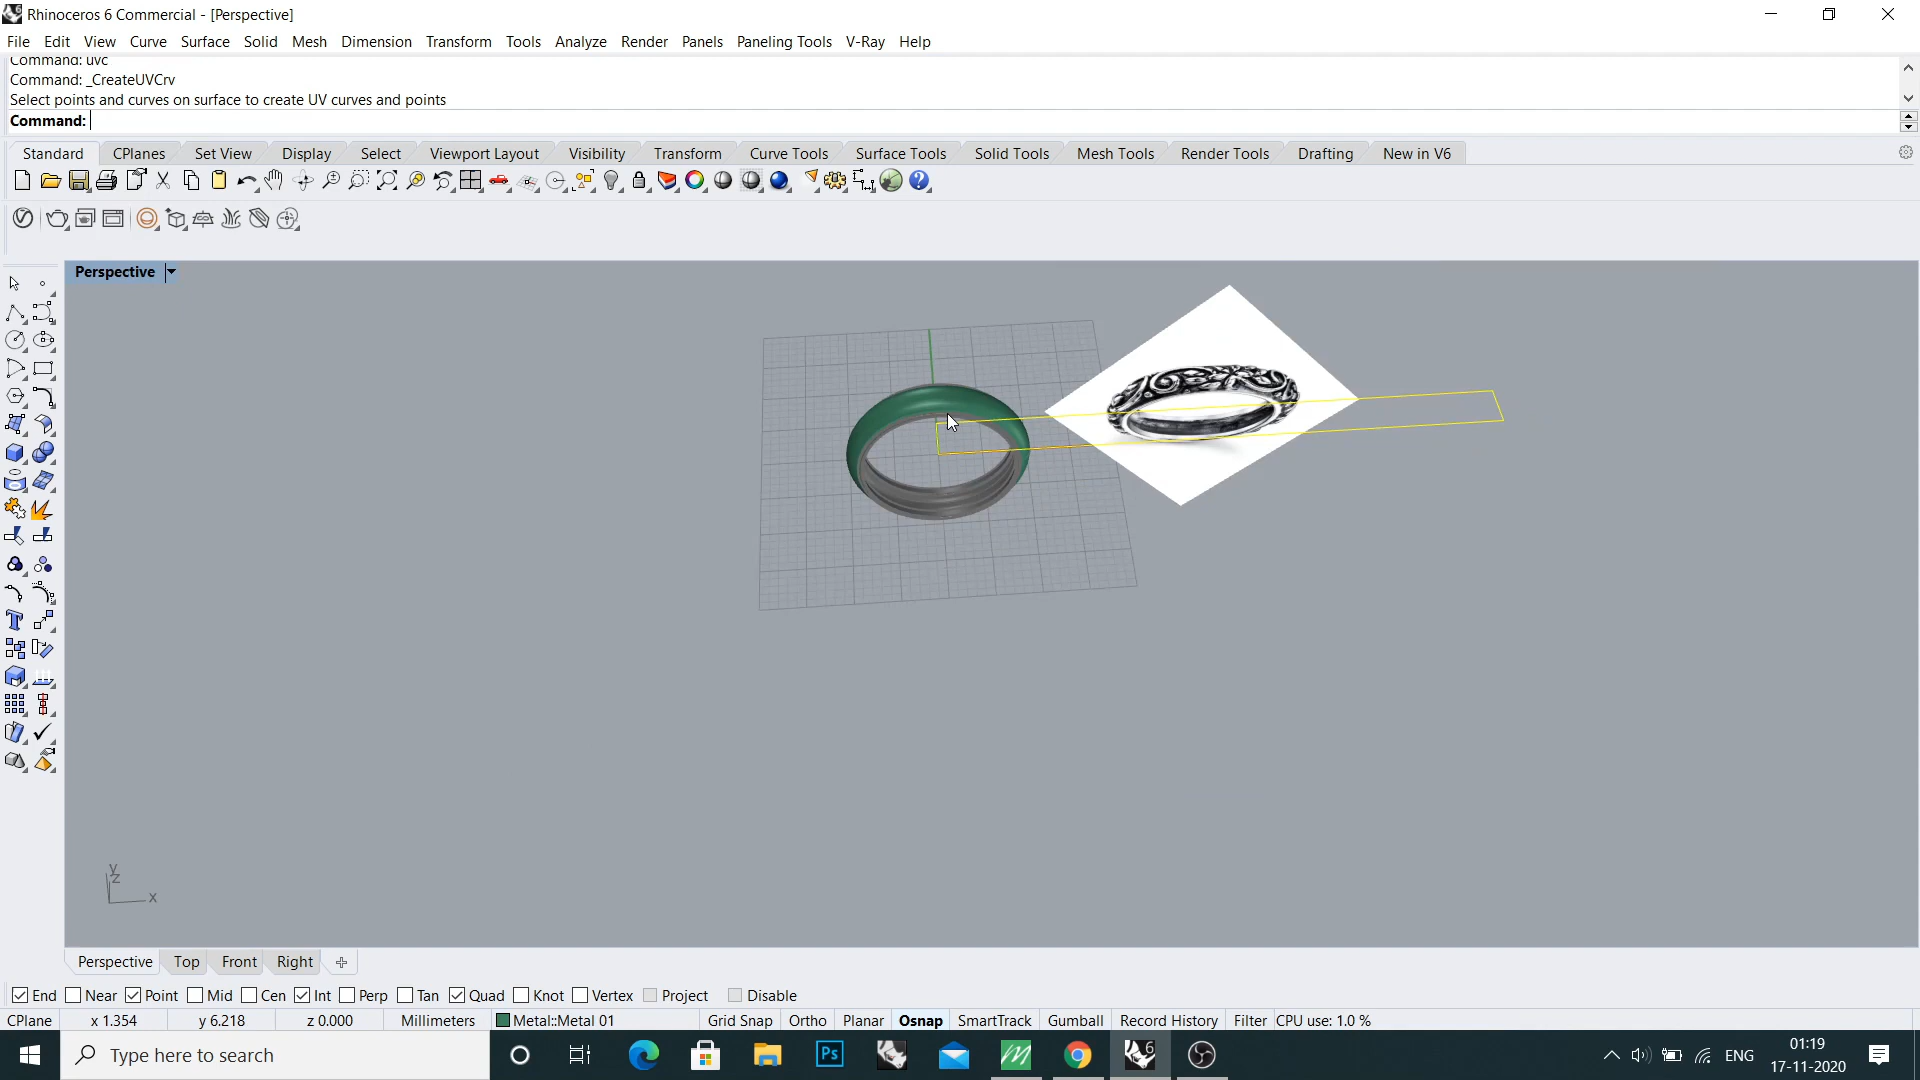 Rhinoceros 6 Commercial - [Perspective]
File Edit View Curve Surface Solid Mesh Dimension Transform Tools Analyze Render Panels Paneling Tools V-Ray Help
Command: uvc
Command: _CreateUVCrv
Select points and curves on surface to create UV curves and points
Command:
Standard CPlanes Set View Display Select Viewport Layout Visibility Transform Curve Tools Surface Tools Solid Tools Mesh Tools Render Tools Drafting New in V6
Perspective
y
z
x
Perspective Top Front Right
End Near Point Mid Cen Int Perp Tan Quad Knot Vertex Project Disable
CPlane x 1.354 y 6.218 z 0.000 Millimeters Metal::Metal 01 Grid Snap Ortho Planar Osnap SmartTrack Gumball Record History Filter CPU use: 1.0 %
Type here to search
Ps
6
ENG
01:19
17-11-2020